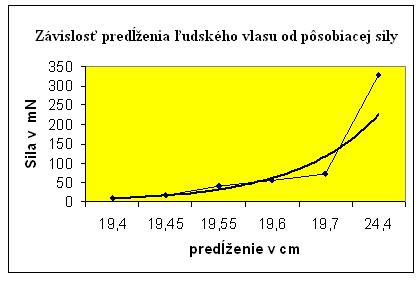 Závislosť predĺženia ľudského vlasu od pôsobiacej sily
350
300
250
200
150
100
50
0
Sila v mN
19,4 19,45 19,55 19,6 19,7 24,4
predĺženie v cm